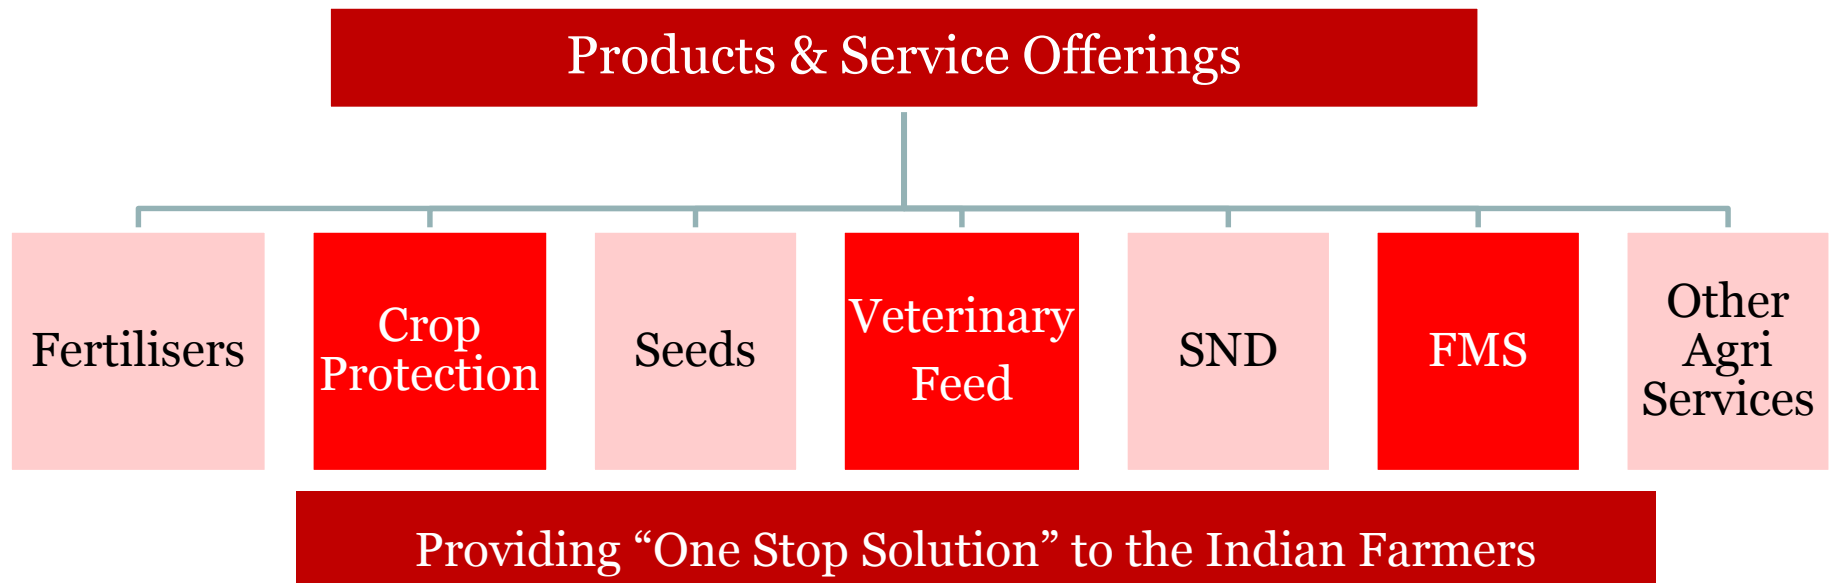 Products & Service Offerings
Fertilisers
Crop
Protection
Seeds
Veterinary
Feed
SND
FMS
Other
Agri
Services
Providing “One Stop Solution” to the Indian Farmers